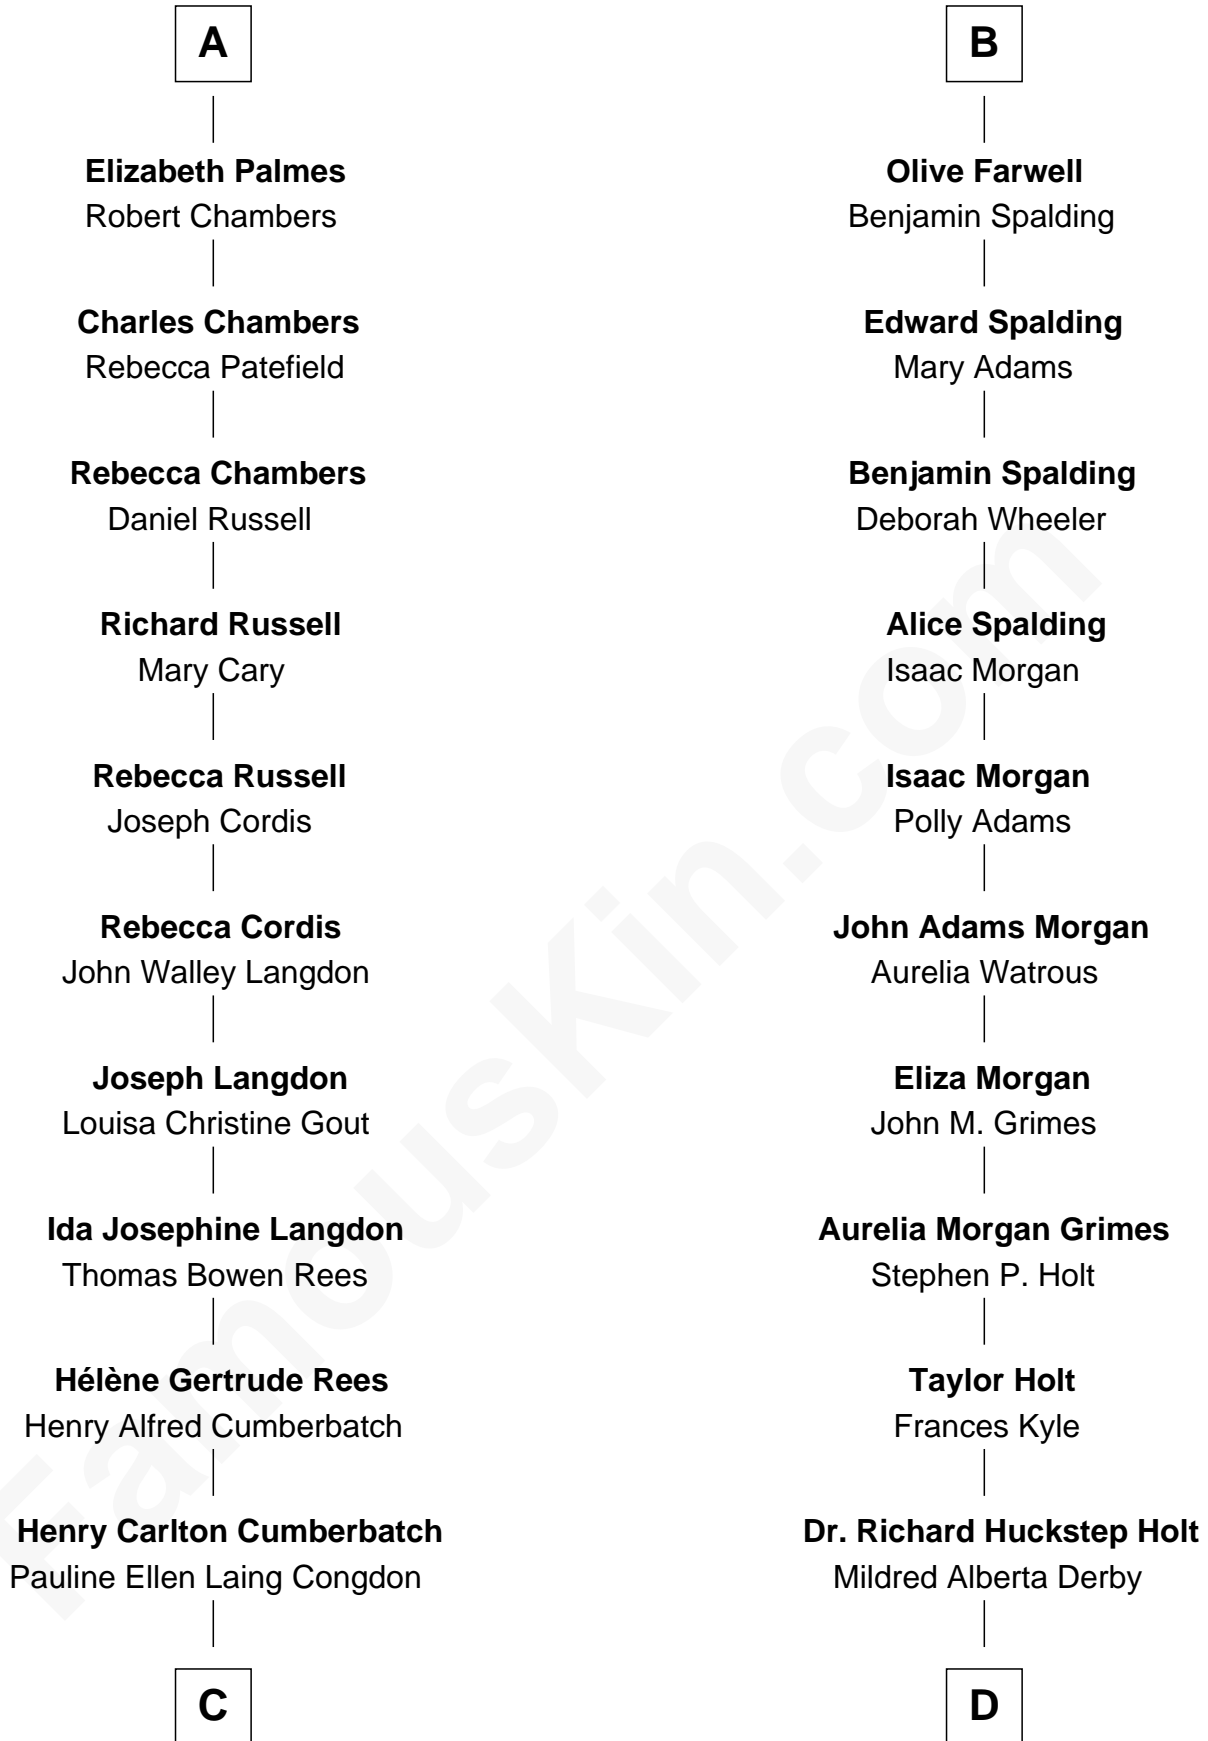 A
Elizabeth Palmes
Robert Chambers
Charles Chambers
Rebecca Patefield
Rebecca Chambers
Daniel Russell
Richard Russell
Mary Cary
Rebecca Russell
Joseph Cordis
Rebecca Cordis
John Walley Langdon
Joseph Langdon
Louisa Christine Gout
Ida Josephine Langdon
Thomas Bowen Rees
Hélène Gertrude Rees
Henry Alfred Cumberbatch
Henry Carlton Cumberbatch
Pauline Ellen Laing Congdon
C
B
Olive Farwell
Benjamin Spalding
Edward Spalding
Mary Adams
Benjamin Spalding
Deborah Wheeler
Alice Spalding
Isaac Morgan
Isaac Morgan
Polly Adams
John Adams Morgan
Aurelia Watrous
Eliza Morgan
John M. Grimes
Aurelia Morgan Grimes
Stephen P. Holt
Taylor Holt
Frances Kyle
Dr. Richard Huckstep Holt
Mildred Alberta Derby
D
FamousKin.com